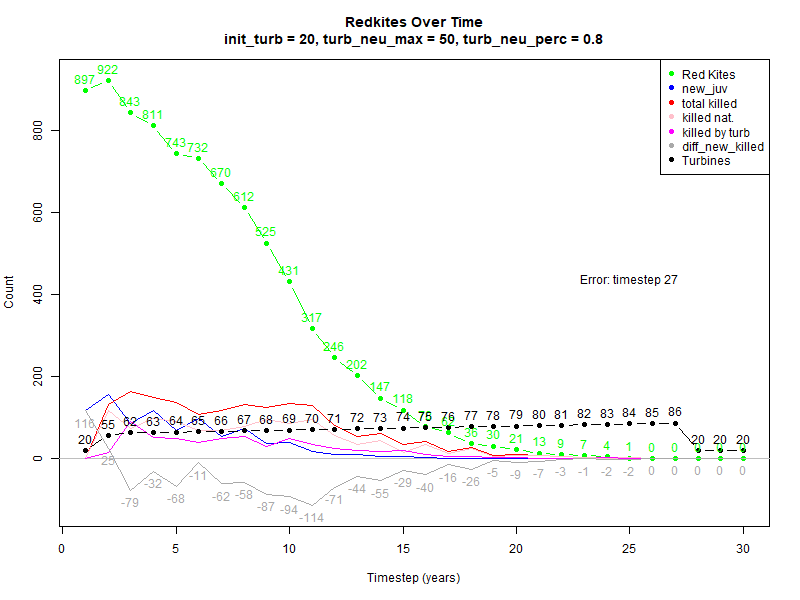 Redkites Over Time
init_turb = 20, turb_neu_max = 50, turb_neu_perc = 0.8
Red Kites
new_juv
total killed
killed nat.
killed by turb
diff_new_killed
Turbines
897 922 843 811 743 732 670 612 525 431 317 246 202 147 118 36 30 21 13 9 7 4 1 0 0 0 0
Error: timestep 27
20 55 62 63 64 65 66 67 68 69 70 71 72 73 74 75 76 77 78 79 80 81 82 83 84 85 86 20 20 20
116 25 -79 -32 -68 -11 -62 -58 -87 -94 -114 -71 -44 -55 -29 -40 -16 -26 -5 -9 -7 -3 -1 -2 -2 0 0 0 0 0
Count
800
600
400
200
0
0 5 10 15 20 25 30
Timestep (years)